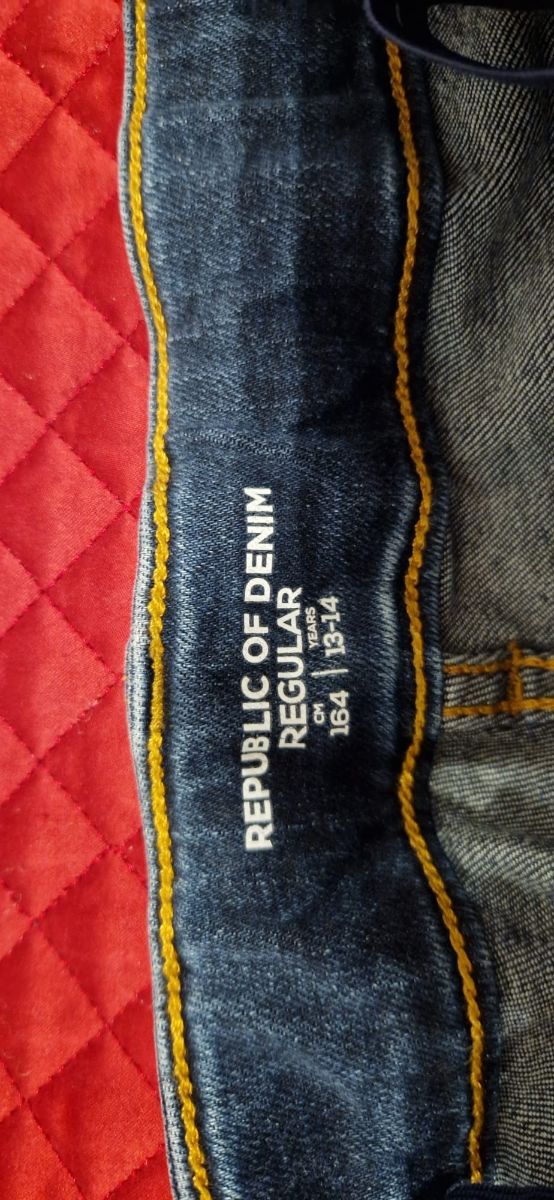 REPUBLIC OF DENIM
REGULAR
CM YEARS
164 | 13-14